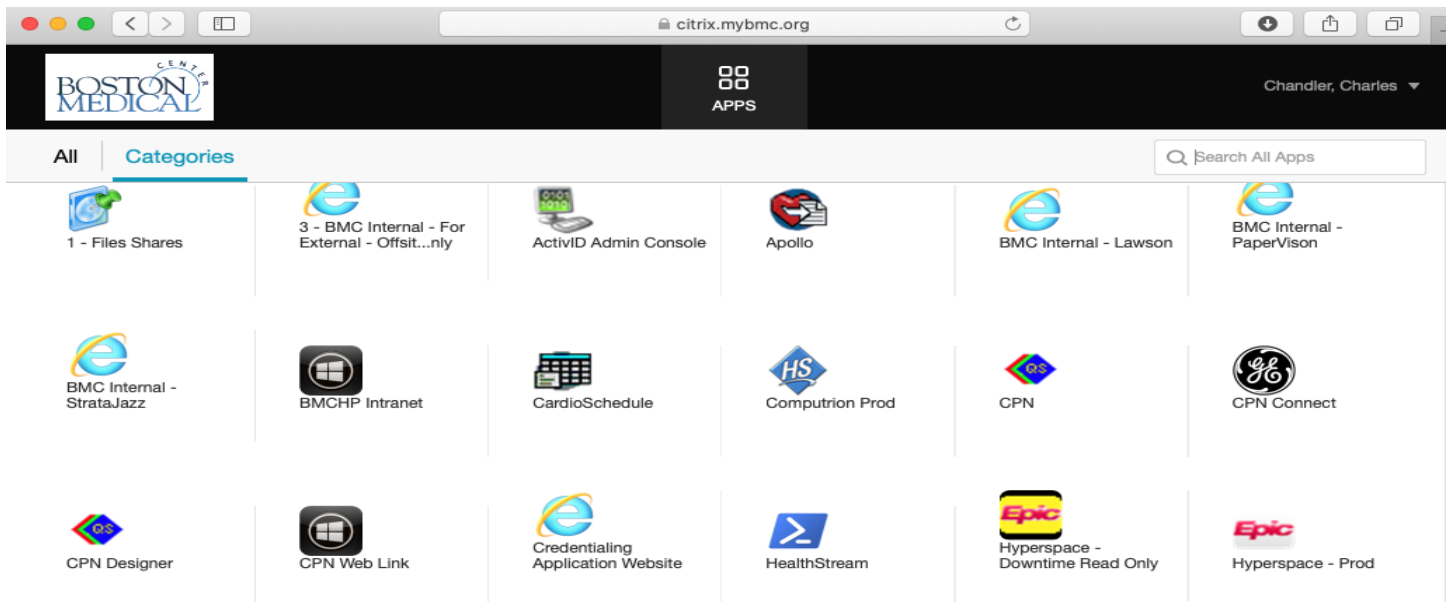 citrix.mybmc.org
CENTER
BOSTON
MEDICAL
APPS
Chandler, Charles
All
Categories
Search All Apps
1 - Files Shares
3 - BMC Internal - For
External - Offsit...nly
0101
1010
ActivID Admin Console
Apollo
BMC Internal - Lawson
BMC Internal -
PaperVison
BMC Internal -
StrataJazz
BMCHP Intranet
CardioSchedule
HS
Computrion Prod
QS
CPN
GE
CPN Connect
QS
CPN Designer
CPN Web Link
Credentialing
Application Website
HealthStream
Epic
Hyperspace -
Downtime Read Only
Epic
Hyperspace - Prod